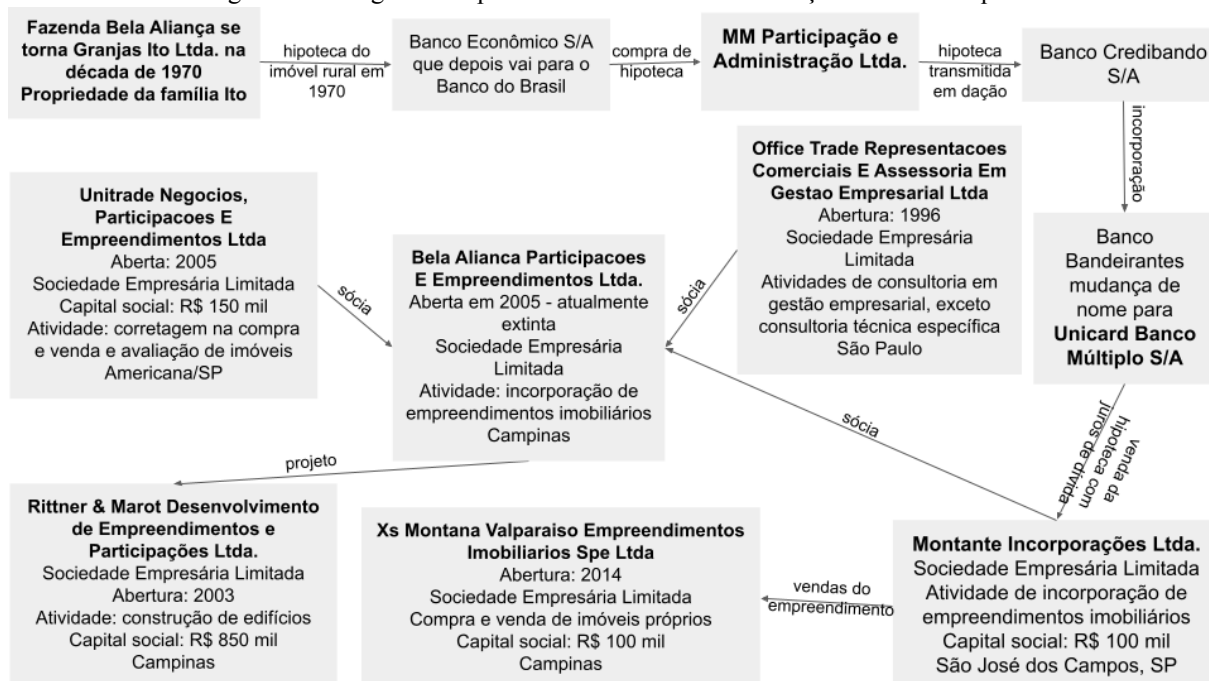 Fazenda Bela Aliança se
torna Granjas Ito Ltda. na
década de 1970
Propriedade da família Ito
hipoteca do
imóvel rural em
1970
Banco Econômico S/A
que depois vai para o
Banco do Brasil
compra de
hipoteca
MM Participação e
Administração Ltda.
hipoteca
transmitida
em dação
Banco Credibando
S/A
incorporação
Banco
Bandeirantes
mudança de
nome para
Unicard Banco
Múltiplo S/A
venda da
hipoteca com
juros de dívida
Unitrade Negocios,
Participacoes E
Empreendimentos Ltda
Aberta: 2005
Sociedade Empresária Limitada
Capital social: R$ 150 mil
Atividade: corretagem na compra
e venda e avaliação de imóveis
Americana/SP
sócia
Bela Alianca Participacoes
E Empreendimentos Ltda.
Aberta em 2005 - atualmente
extinta
Sociedade Empresária
Limitada
Atividade: incorporação de
empreendimentos imobiliários
Campinas
sócia
Office Trade Representacoes
Comerciais E Assessoria Em
Gestao Empresarial Ltda
Abertura: 1996
Sociedade Empresária
Limitada
Atividades de consultoria em
gestão empresarial, exceto
consultoria técnica específica
São Paulo
sócia
projeto
Rittner & Marot Desenvolvimento
de Empreendimentos e
Participações Ltda.
Sociedade Empresária Limitada
Abertura: 2003
Atividade: construção de edifícios
Capital social: R$ 850 mil
Campinas
Xs Montana Valparaiso Empreendimentos
Imobiliarios Spe Ltda
Abertura: 2014
Sociedade Empresária Limitada
Compra e venda de imóveis próprios
Capital social: R$ 100 mil
Campinas
vendas do
empreendimento
Montante Incorporações Ltda.
Sociedade Empresária Limitada
Atividade de incorporação de
empreendimentos imobiliários
Capital social: R$ 100 mil
São José dos Campos, SP